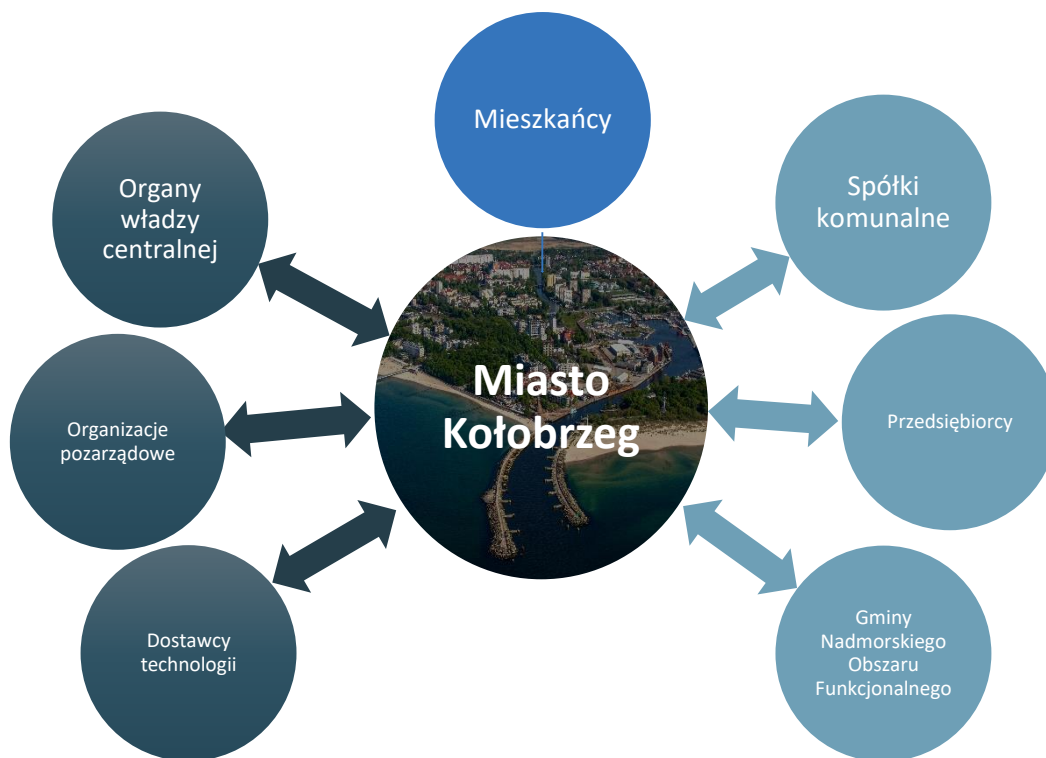 Mieszkańcy
Organy
władzy
centralnej
Spółki
komunalne
Miasto
Kołobrzeg
Organizacje
pozarządowe
Przedsiębiorcy
Dostawcy
technologii
Gminy
Nadmorskiego
Obszaru
Funkcjonalnego